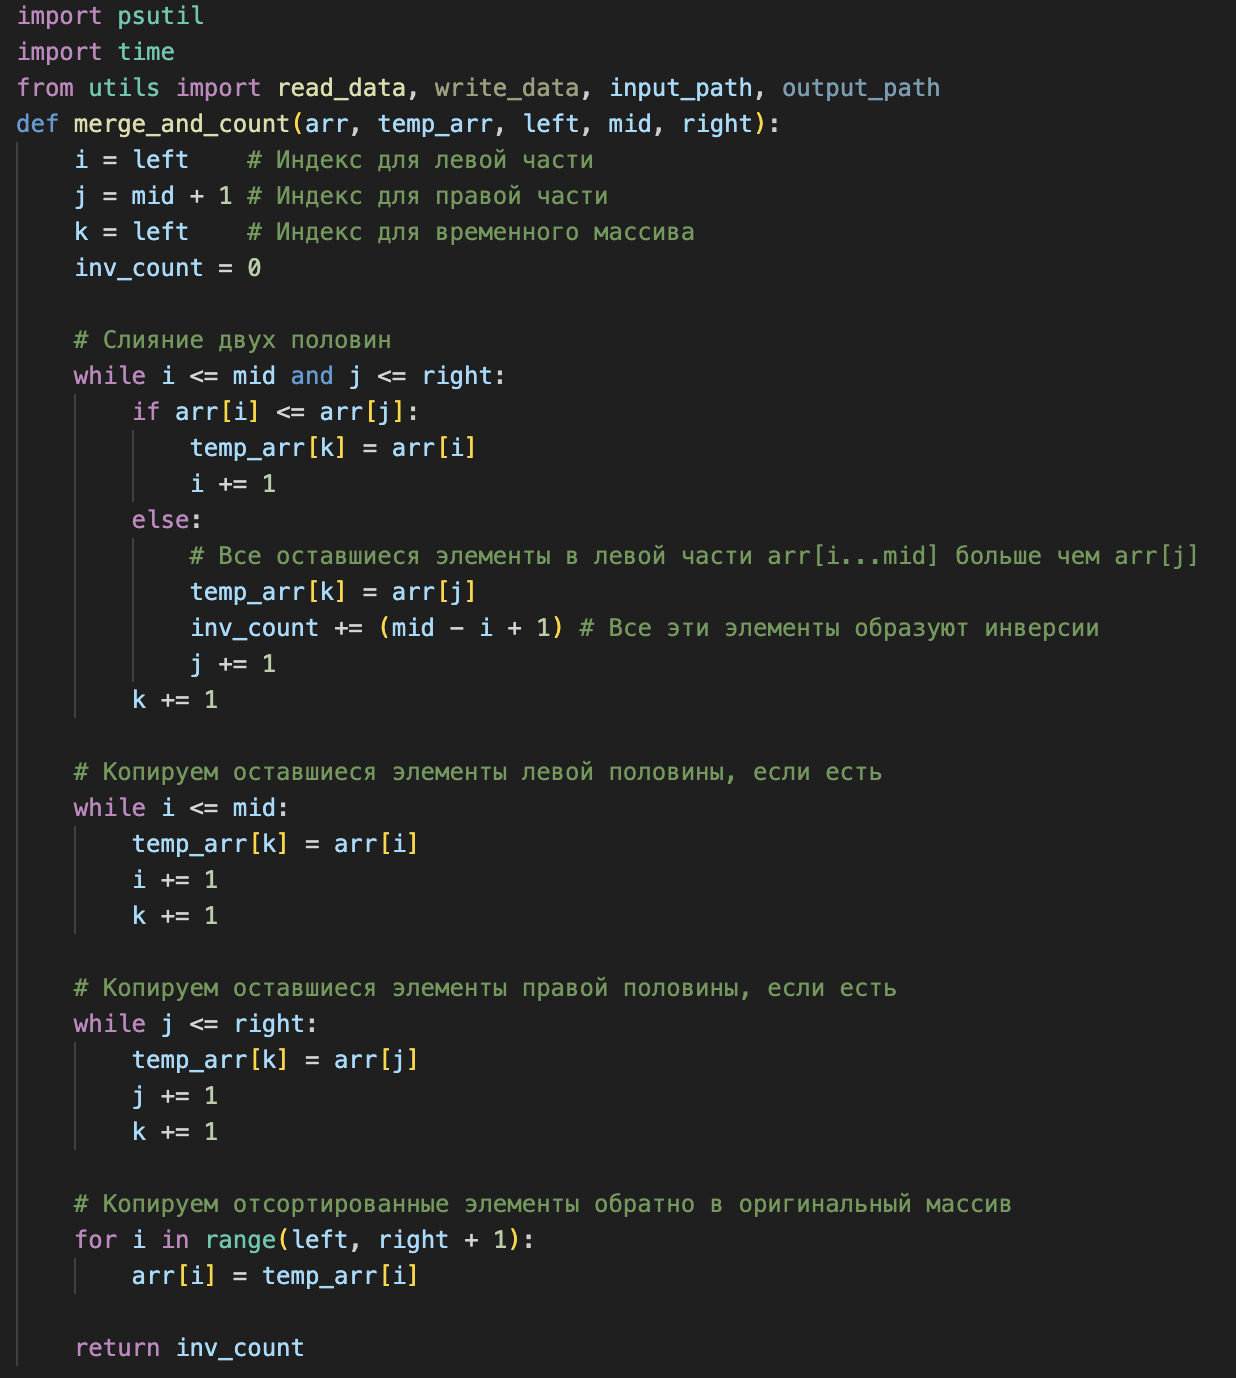 import psutil
import time
from utils import read_data, write_data, input_path, output_path
def merge_and_count(arr, temp_arr, left, mid, right):
    i = left    # Индекс для левой части
    j = mid + 1 # Индекс для правой части
    k = left    # Индекс для временного массива
    inv_count = 0

    # Слияние двух половин
    while i <= mid and j <= right:
        if arr[i] <= arr[j]:
            temp_arr[k] = arr[i]
            i += 1
        else:
            # Все оставшиеся элементы в левой части arr[i...mid] больше чем arr[j]
            temp_arr[k] = arr[j]
            inv_count += (mid - i + 1) # Все эти элементы образуют инверсии
            j += 1
        k += 1

    # Копируем оставшиеся элементы левой половины, если есть
    while i <= mid:
        temp_arr[k] = arr[i]
        i += 1
        k += 1

    # Копируем оставшиеся элементы правой половины, если есть
    while j <= right:
        temp_arr[k] = arr[j]
        j += 1
        k += 1

    # Копируем отсортированные элементы обратно в оригинальный массив
    for i in range(left, right + 1):
        arr[i] = temp_arr[i]

    return inv_count